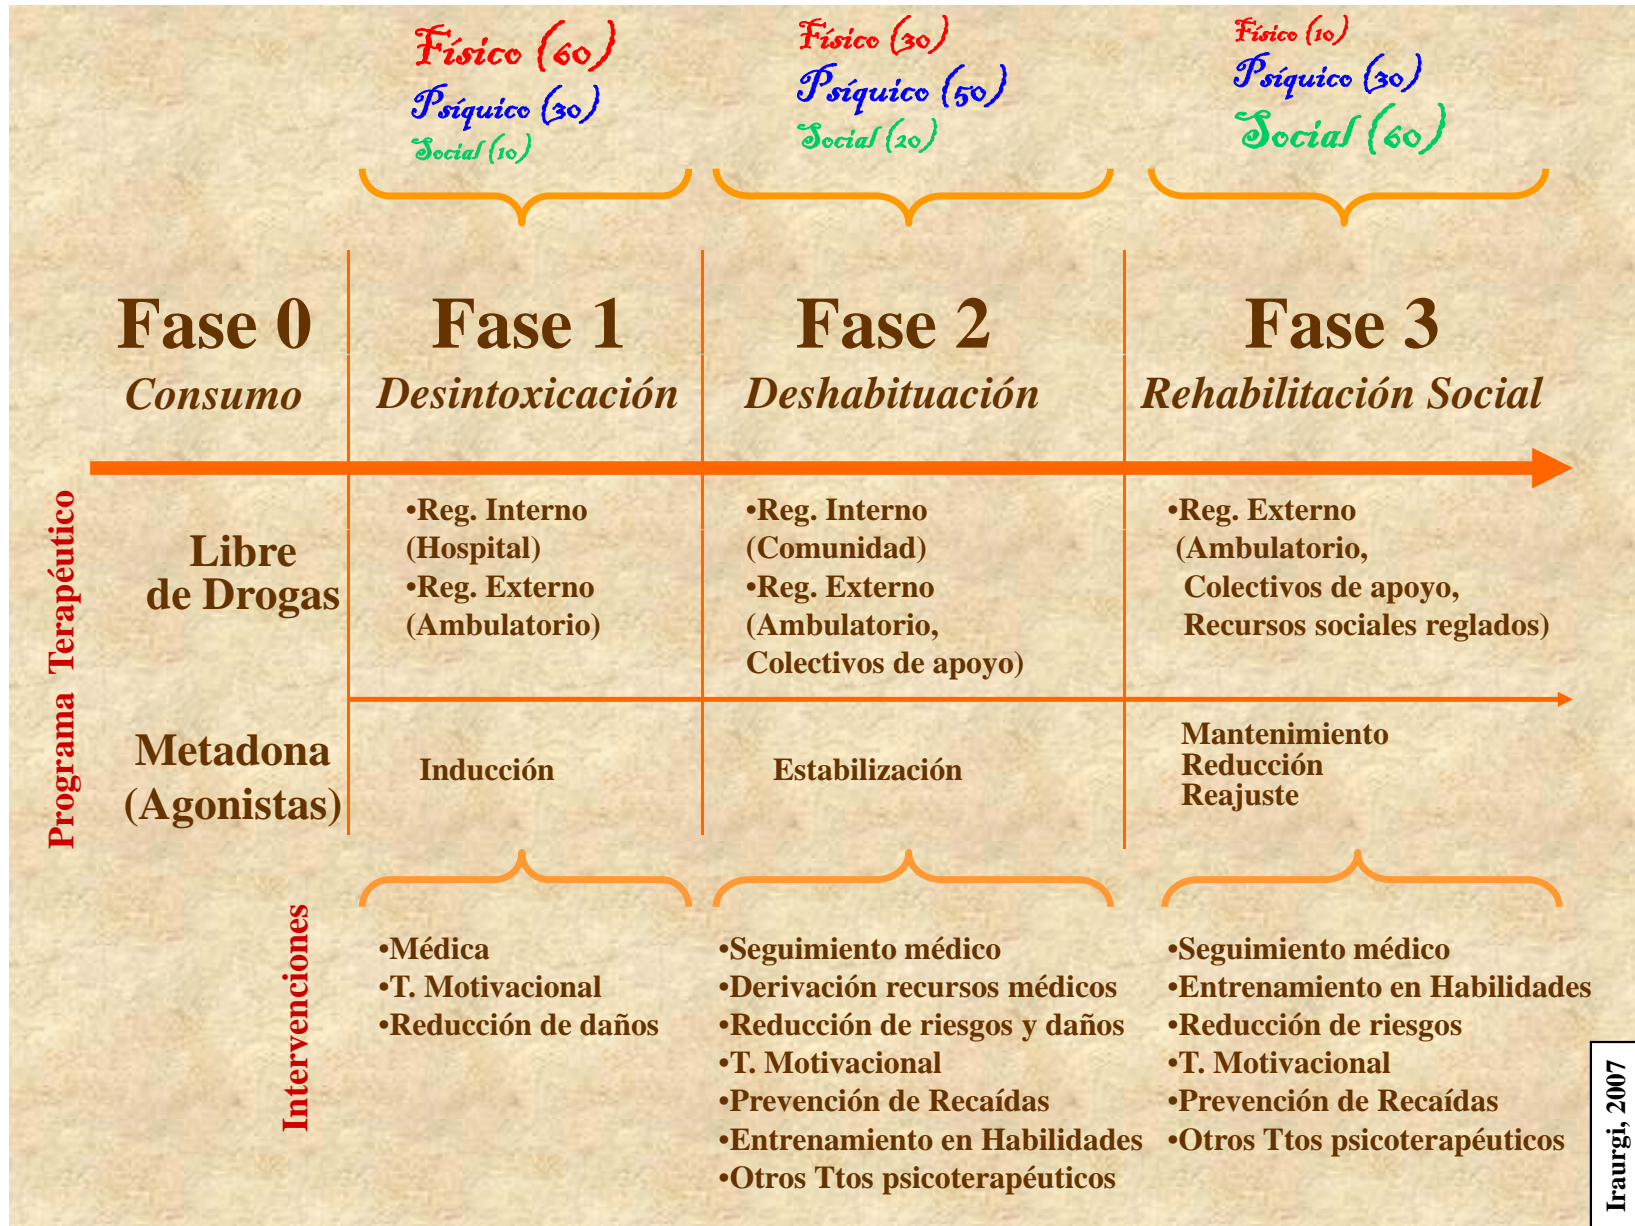 Físico (60)
Psíquico (30)
Social (10)
Físico (30)
Psíquico (50)
Social (20)
Físico (10)
Psíquico (30)
Social (60)
Fase 0
Consumo
Fase 1
Desintoxicación
Fase 2
Deshabituación
Fase 3
Rehabilitación Social
Programa Terapéutico
Libre
de Drogas
•Reg. Interno
(Hospital)
•Reg. Externo
(Ambulatorio)
•Reg. Interno
(Comunidad)
•Reg. Externo
(Ambulatorio,
Colectivos de apoyo)
•Reg. Externo
(Ambulatorio,
Colectivos de apoyo,
Recursos sociales reglados)
Metadona
(Agonistas)
Inducción
Estabilización
Mantenimiento
Reducción
Reajuste
Intervenciones
•Médica
•T. Motivacional
•Reducción de daños
•Seguimiento médico
•Derivación recursos médicos
•Reducción de riesgos y daños
•T. Motivacional
•Prevención de Recaídas
•Entrenamiento en Habilidades
•Otros Ttos psicoterapéuticos
•Seguimiento médico
•Entrenamiento en Habilidades
•Reducción de riesgos
•T. Motivacional
•Prevención de Recaídas
•Otros Ttos psicoterapéuticos
Iraurgi, 2007